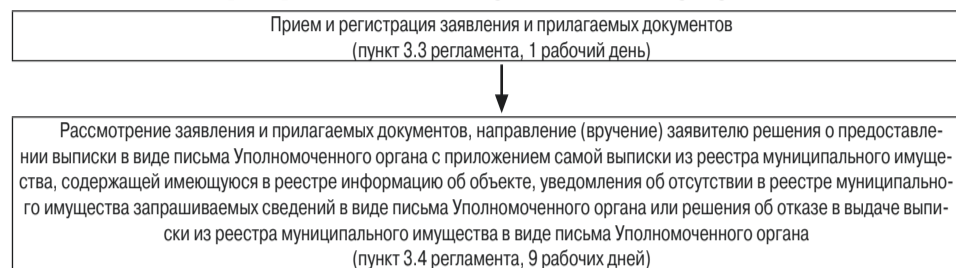 Прием и регистрация заявления и прилагаемых документов
(пункт 3.3 регламента, 1 рабочий день)
Рассмотрение заявления и прилагаемых документов, направление (вручение) заявителю решения о предоставле-
нии выписки в виде письма Уполномоченного органа с приложением самой выписки из реестра муниципального имуще-
ства, содержащей имеющуюся в реестре информацию об объекте, уведомления об отсутствии в реестре муниципально-
го имущества запрашиваемых сведений в виде письма Уполномоченного органа или решения об отказе в выдаче выпи-
ски из реестра муниципального имущества в виде письма Уполномоченного органа
(пункт 3.4 регламента, 9 рабочих дней)